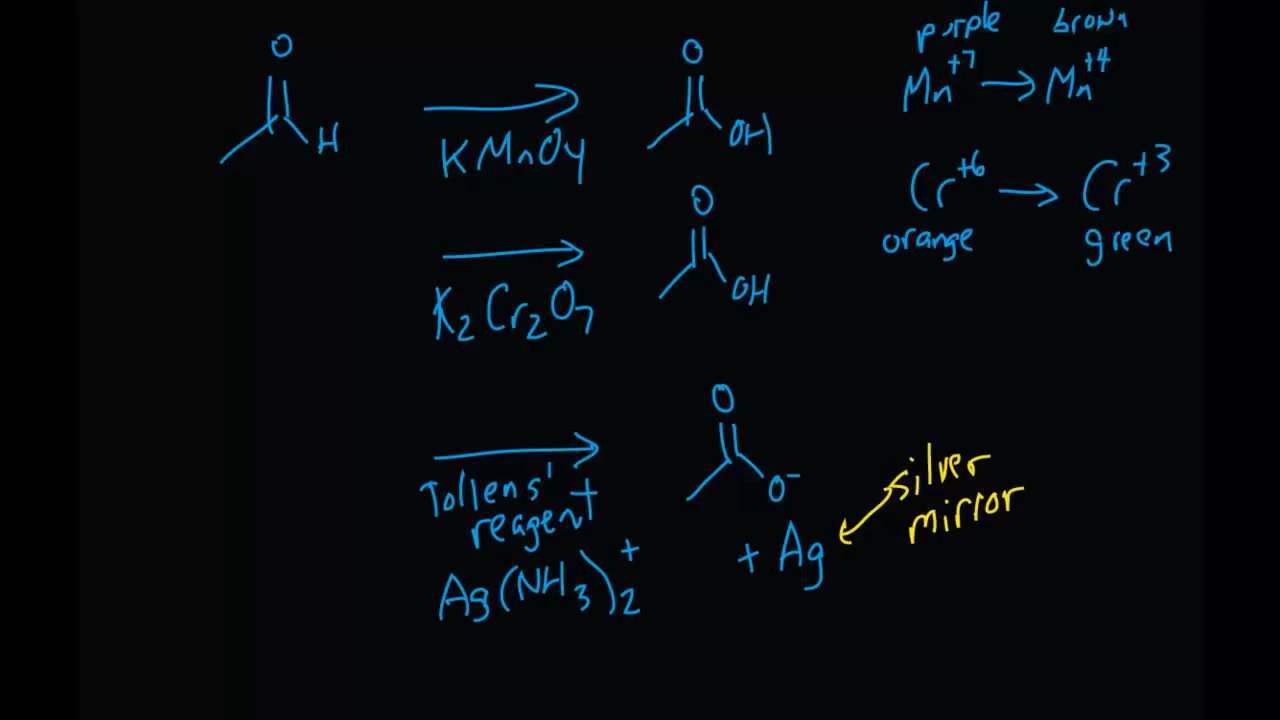 purple brown
Mn+7 → Mn+4
O
H
KMnO4
O
OH
Cr+6 → Cr+3
orange green
K2Cr2O7
O
OH
Tollens'
reagent
Ag(NH3)2+
O
O-
+ Ag
silver
mirror